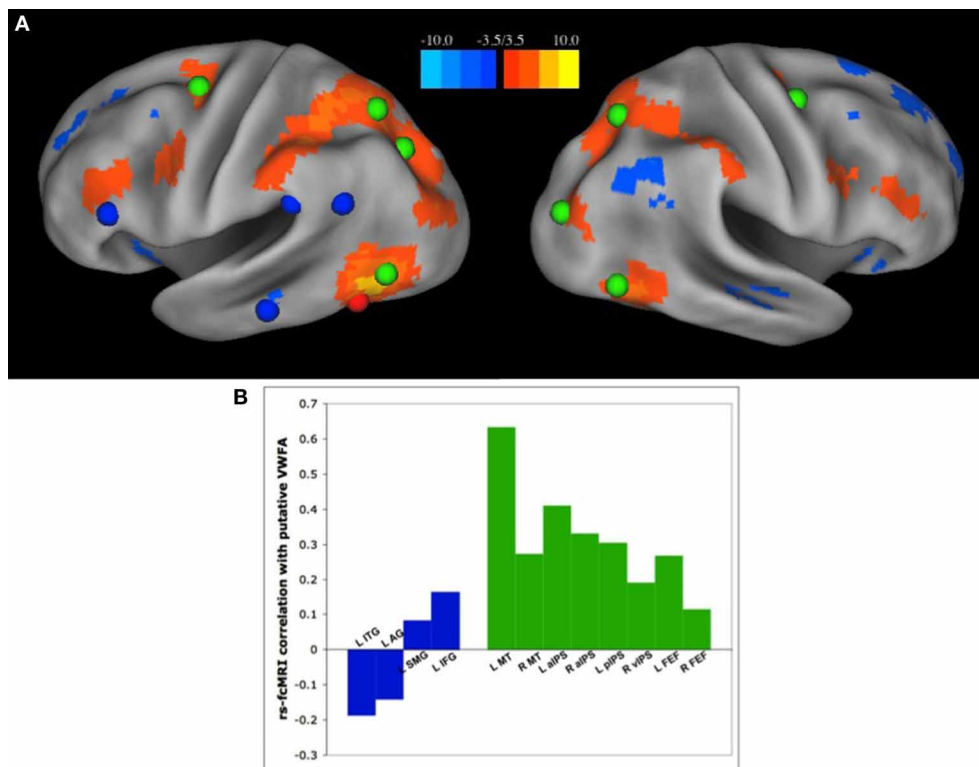 A
-10.0 -3.5/3.5 10.0
B
rs-fcMRI correlation with putative VWFA
0.7
0.6
0.5
0.4
0.3
0.2
0.1
0
-0.1
-0.2
-0.3
L ITG
L AG
L SMG
L IFG
L MT
R MT
L aIPS
R aIPS
L pIPS
R vIPS
L FEF
R FEF